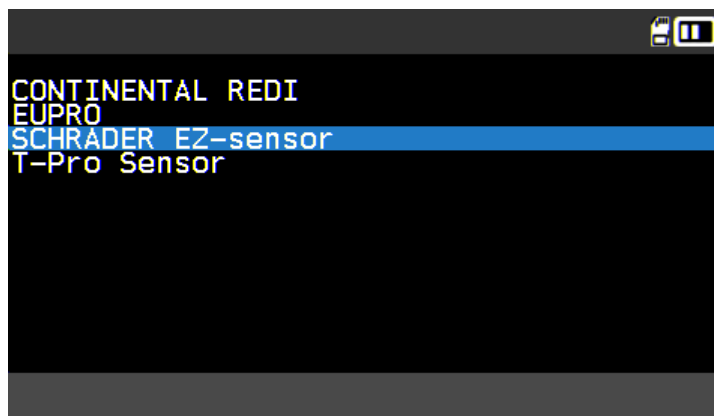 CONTINENTAL REDI
EUPRO
SCHRADER EZ-sensor
T-Pro Sensor